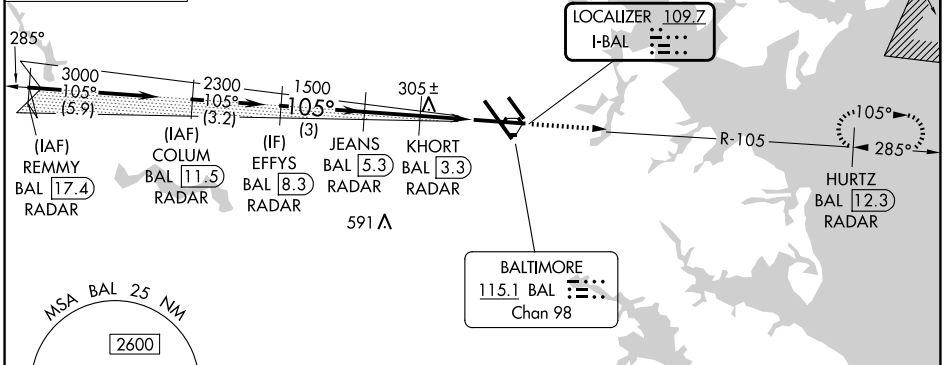 LOCALIZER 109.7
I-BAL
285°
3000
105°
(5.9)
2300
105°
(3.2)
1500
105°
(3)
305±
(IAF)
REMMY
BAL 17.4
RADAR
(IAF)
COLUM
BAL 11.5
RADAR
(IF)
EFFYS
BAL 8.3
RADAR
JEANS
BAL 5.3
RADAR
KHORT
BAL 3.3
RADAR
591
R-105
105°
285°
HURTZ
BAL 12.3
RADAR
BALTIMORE
115.1 BAL
Chan 98
MSA BAL 25 NM
2600